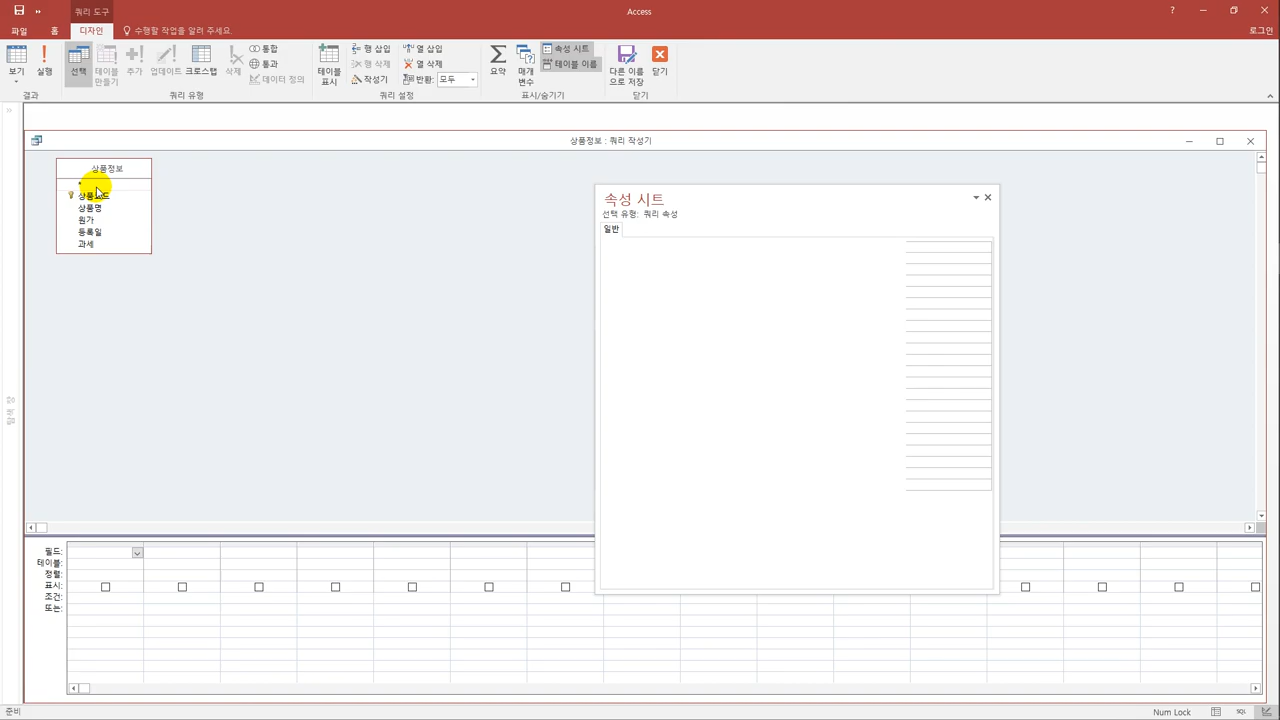 쿼리 도구
Access
?
파일
홈
디자인
수행할 작업을 알려 주세요.
로그인
보기
실행
선택
테이블
만들기
추가
업데이트
크로스탭
삭제
통합
통과
데이터 정의
테이블
표시
행 삽입
행 삭제
작성기
열 삽입
열 삭제
반환: 모두
요약
매개
변수
속성 시트
테이블 이름
다른 이름
으로 저장
닫기
결과
쿼리 유형
쿼리 설정
표시/숨기기
닫기
상품정보 : 쿼리 작성기
상품정보
*
상품코드
상품명
원가
등록일
과세
속성 시트
선택 유형: 쿼리 속성
일반
탐색 창
필드:
테이블:
정렬:
표시:
조건:
또는:
준비
Num Lock
SQL